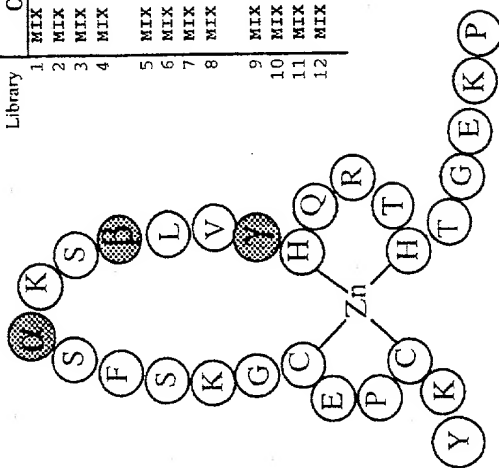 Library
1 MIX
2 MIX
3 MIX
4 MIX
5 MIX
6 MIX
7 MIX
8 MIX
9 MIX
10 MIX
11 MIX
12 MIX
Y K C P E C G K S F S α K S β L V γ H Q R T H T G E K P
Zn